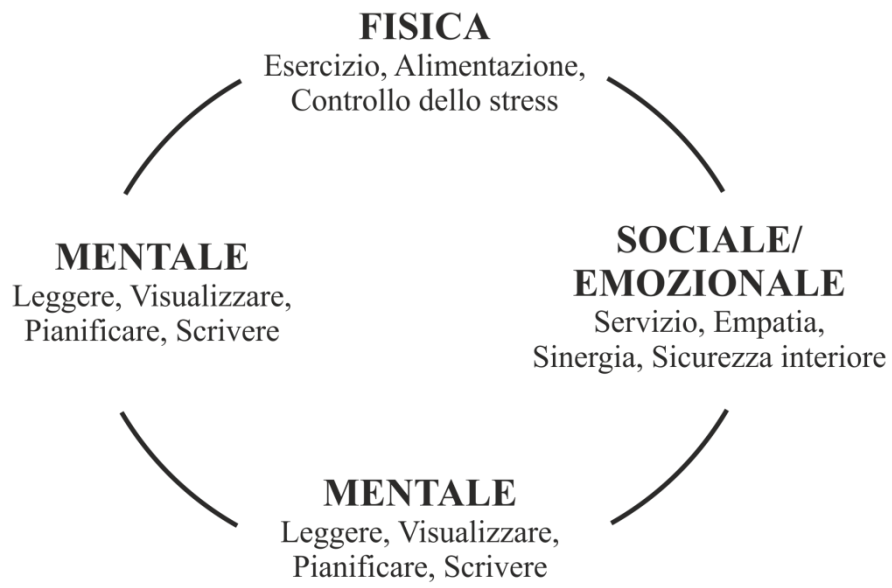 FISICA
Esercizio, Alimentazione,
Controllo dello stress
MENTALE
Leggere, Visualizzare,
Pianificare, Scrivere
SOCIALE/
EMOZIONALE
Servizio, Empatia,
Sinergia, Sicurezza interiore
MENTALE
Leggere, Visualizzare,
Pianificare, Scrivere